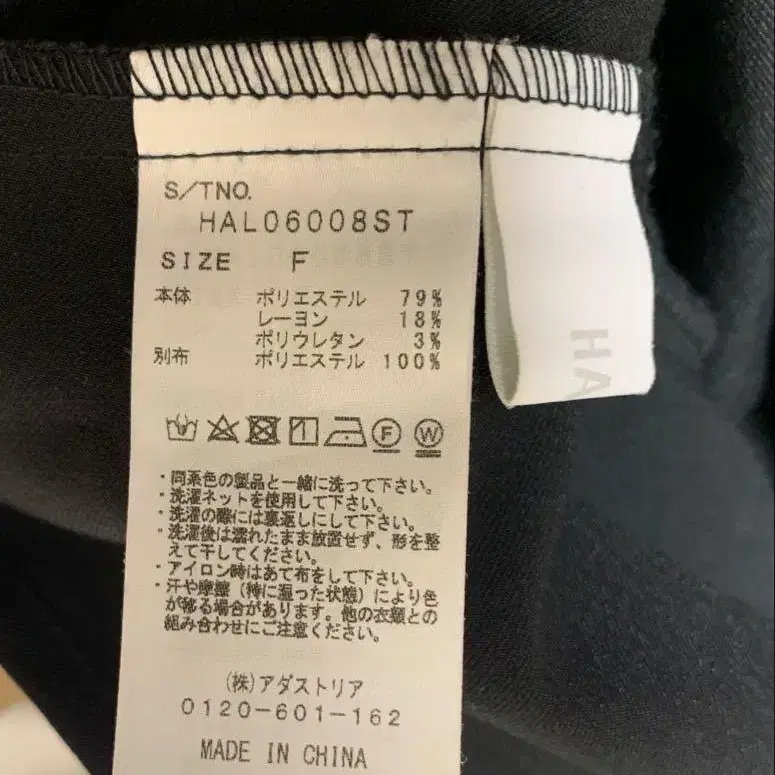 S/TNO.
HAL06008ST
SIZE F
本体 ポリエステル 79%
レーヨン 18%
ポリウレタン 3%
別布 ポリエステル 100%
F W
・同系色の製品と一緒に洗って下さい。
・洗濯ネットを使用して下さい。
・洗濯の際には裏返しにして下さい。
・洗濯後は濡れたまま放置せず、形を整
えて干してください。
・アイロン時はあて布をして下さい。
・汗や摩擦（特に湿った状態）により色
が移る場合があります。他の衣類との
組み合わせにご注意ください。
(株)アダストリア
0120-601-162
MADE IN CHINA
HA